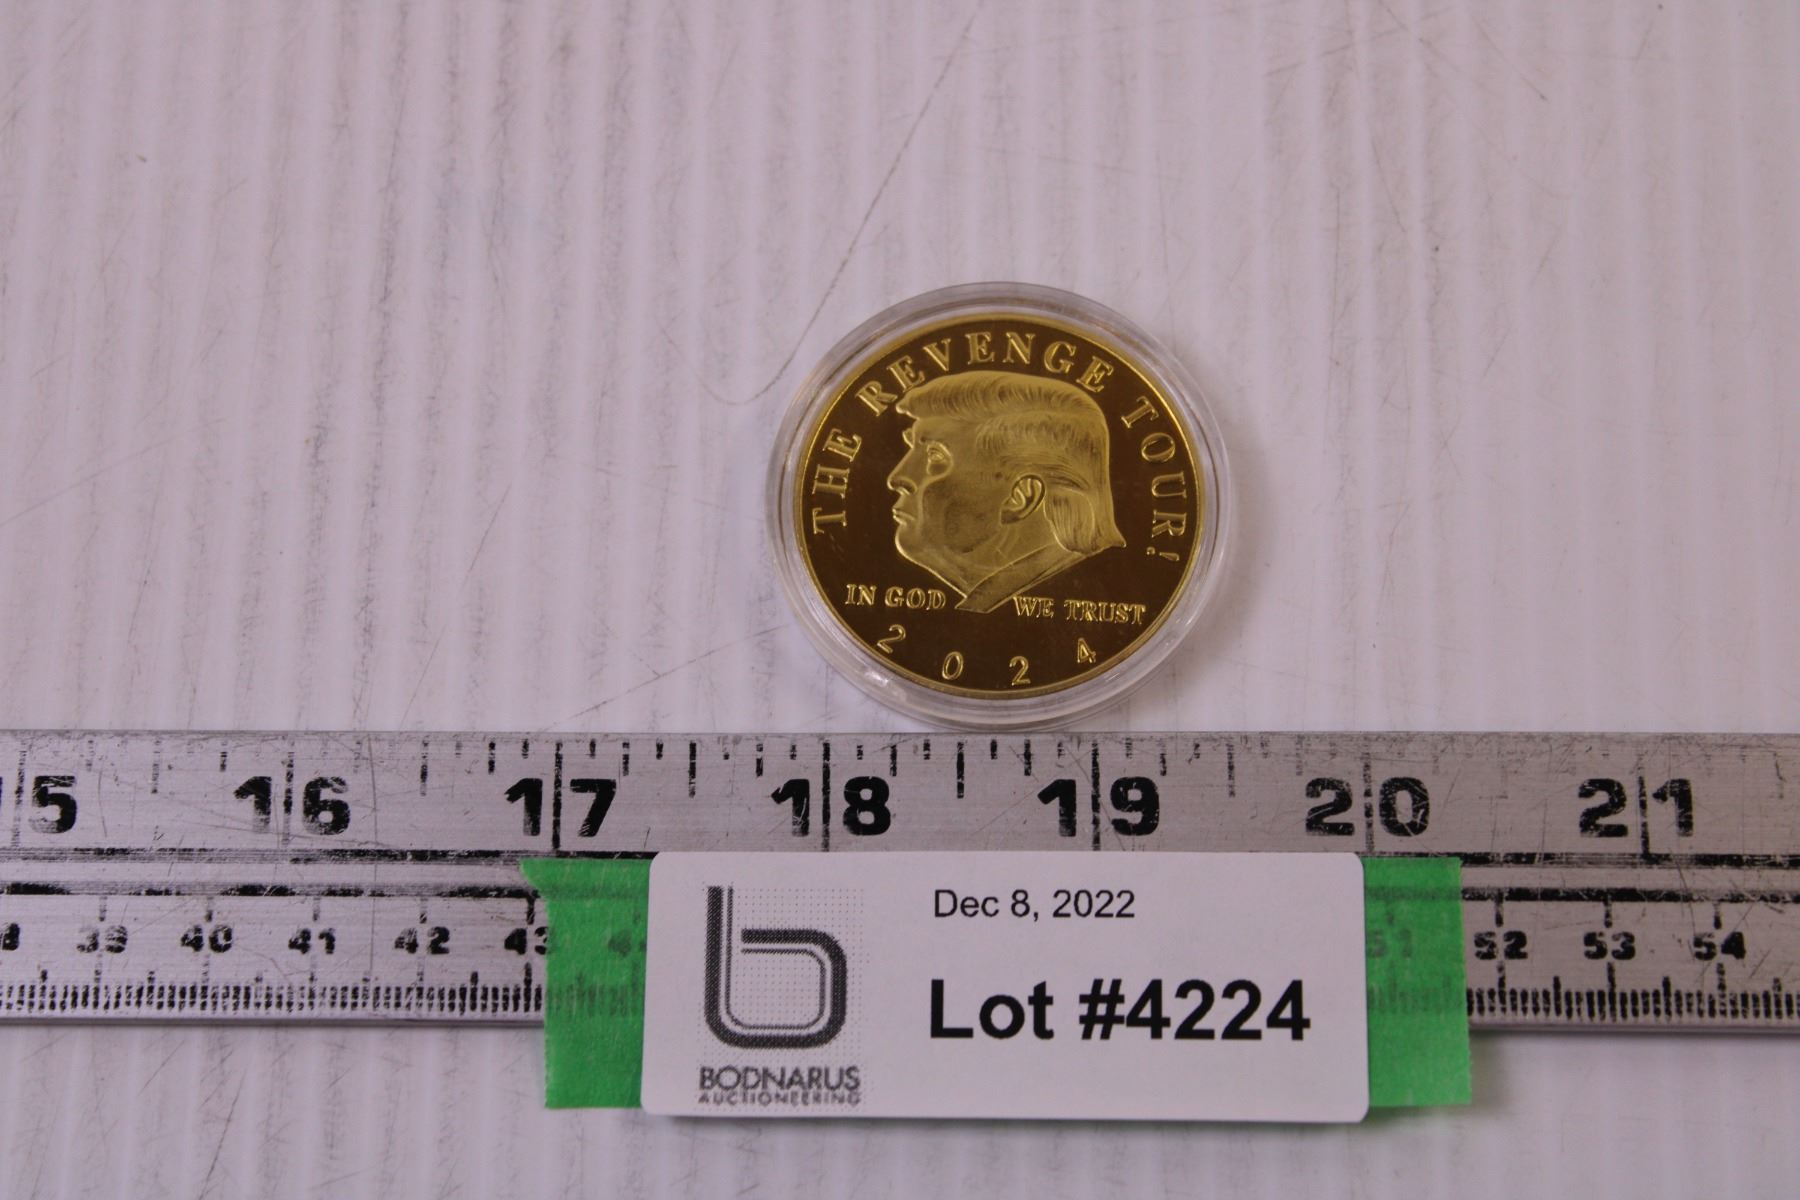 THE REVENGE TOUR!
IN GOD WE TRUST
2024
15 16 17 18 19 20 21
39 40 41 42 43 51 52 53 54
Dec 8, 2022
Lot #4224
BODNARUS
AUCTIONEERING